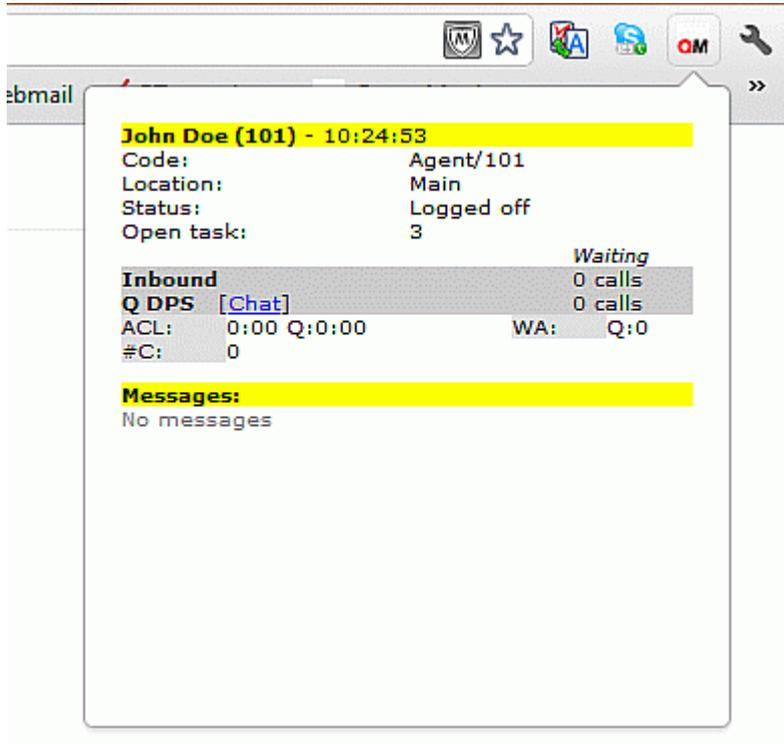 QM
ebmail
»
John Doe (101) - 10:24:53
Code: Agent/101
Location: Main
Status: Logged off
Open task: 3
Waiting
Inbound 0 calls
Q DPS [Chat] 0 calls
ACL: 0:00 Q:0:00 WA: Q:0
#C: 0
Messages:
No messages